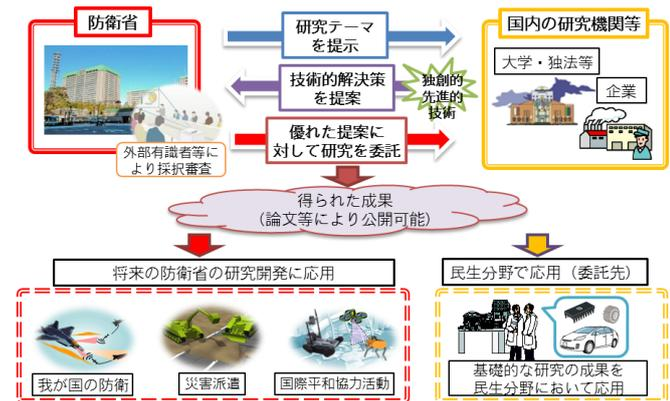 防衛省
研究テーマ
を提示
国内の研究機関等
大学・独法等
企業
技術的解決策
を提案
独創的
先進的
技術
外部有識者等に
より採択審査
優れた提案に
対して研究を委託
得られた成果
（論文等により公開可能）
将来の防衛省の研究開発に応用
民生分野で応用（委託先）
我が国の防衛
災害派遣
国際平和協力活動
基礎的な研究の成果を
民生分野において応用